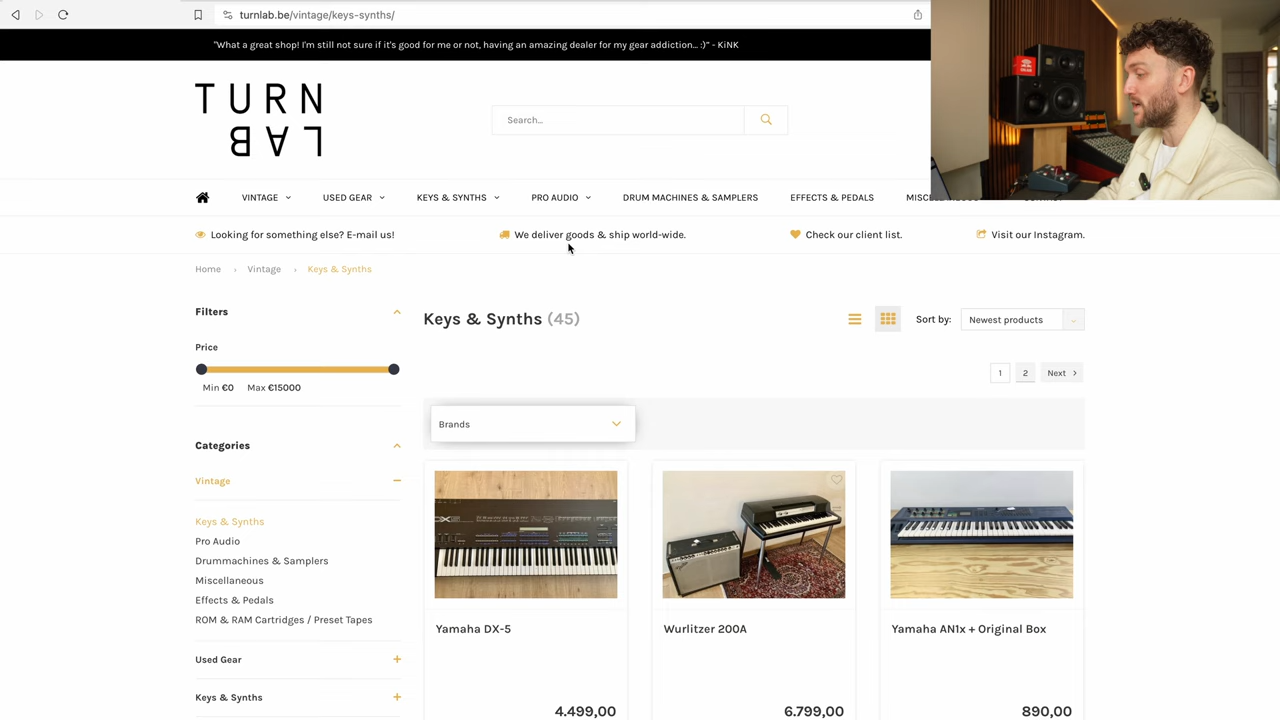 turnlab.be/vintage/keys-synths/
"What a great shop! I'm still not sure if it's good for me or not, having an amazing dealer for my gear addiction... :)" - KiNK
TURN
LAB
Search...
VINTAGE
USED GEAR
KEYS & SYNTHS
PRO AUDIO
DRUM MACHINES & SAMPLERS
EFFECTS & PEDALS
Looking for something else? E-mail us!
We deliver goods & ship world-wide.
Check our client list.
Visit our Instagram.
Home › Vintage › Keys & Synths
Filters
Keys & Synths (45)
Sort by:
Newest products
Price
Min €0 Max €15000
1 2 Next ›
Brands
Categories
Vintage
Keys & Synths
Pro Audio
Drummachines & Samplers
Miscellaneous
Effects & Pedals
ROM & RAM Cartridges / Preset Tapes
Used Gear
Keys & Synths
Yamaha DX-5
Wurlitzer 200A
Yamaha AN1x + Original Box
4.499,00
6.799,00
890,00